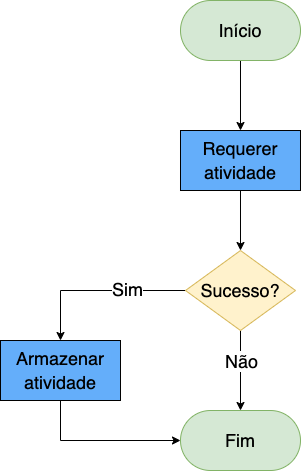 Início
Requerer
atividade
Sucesso?
Sim
Não
Armazenar
atividade
Fim